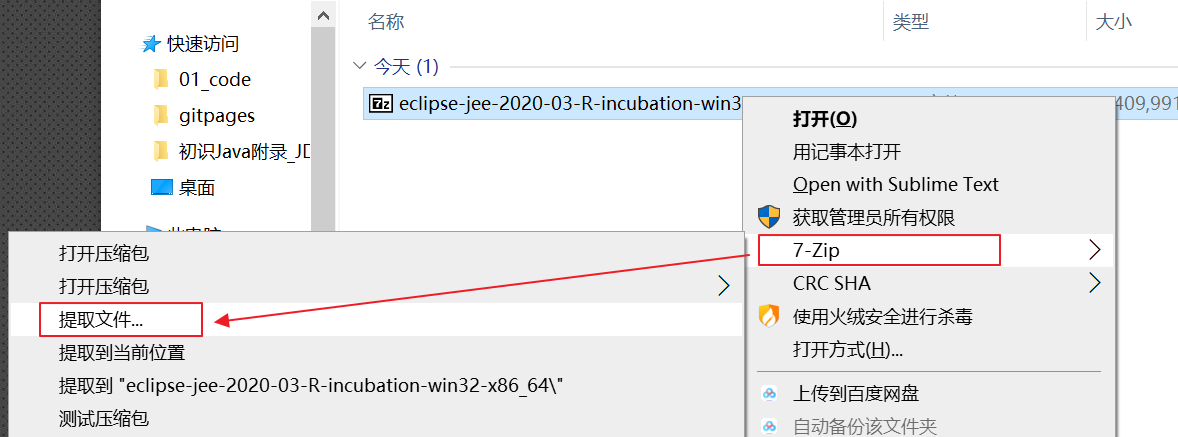 名称 类型 大小
快速访问
今天 (1)
01_code
eclipse-jee-2020-03-R-incubation-win3
409,991
gitpages
初识Java附录_JD
桌面
此电脑
打开(O)
用记事本打开
Open with Sublime Text
获取管理员所有权限
7-Zip
CRC SHA
使用火绒安全进行杀毒
打开方式(H)...
上传到百度网盘
自动备份该文件夹
打开压缩包
打开压缩包
提取文件...
提取到当前位置
提取到 "eclipse-jee-2020-03-R-incubation-win32-x86_64\"
测试压缩包